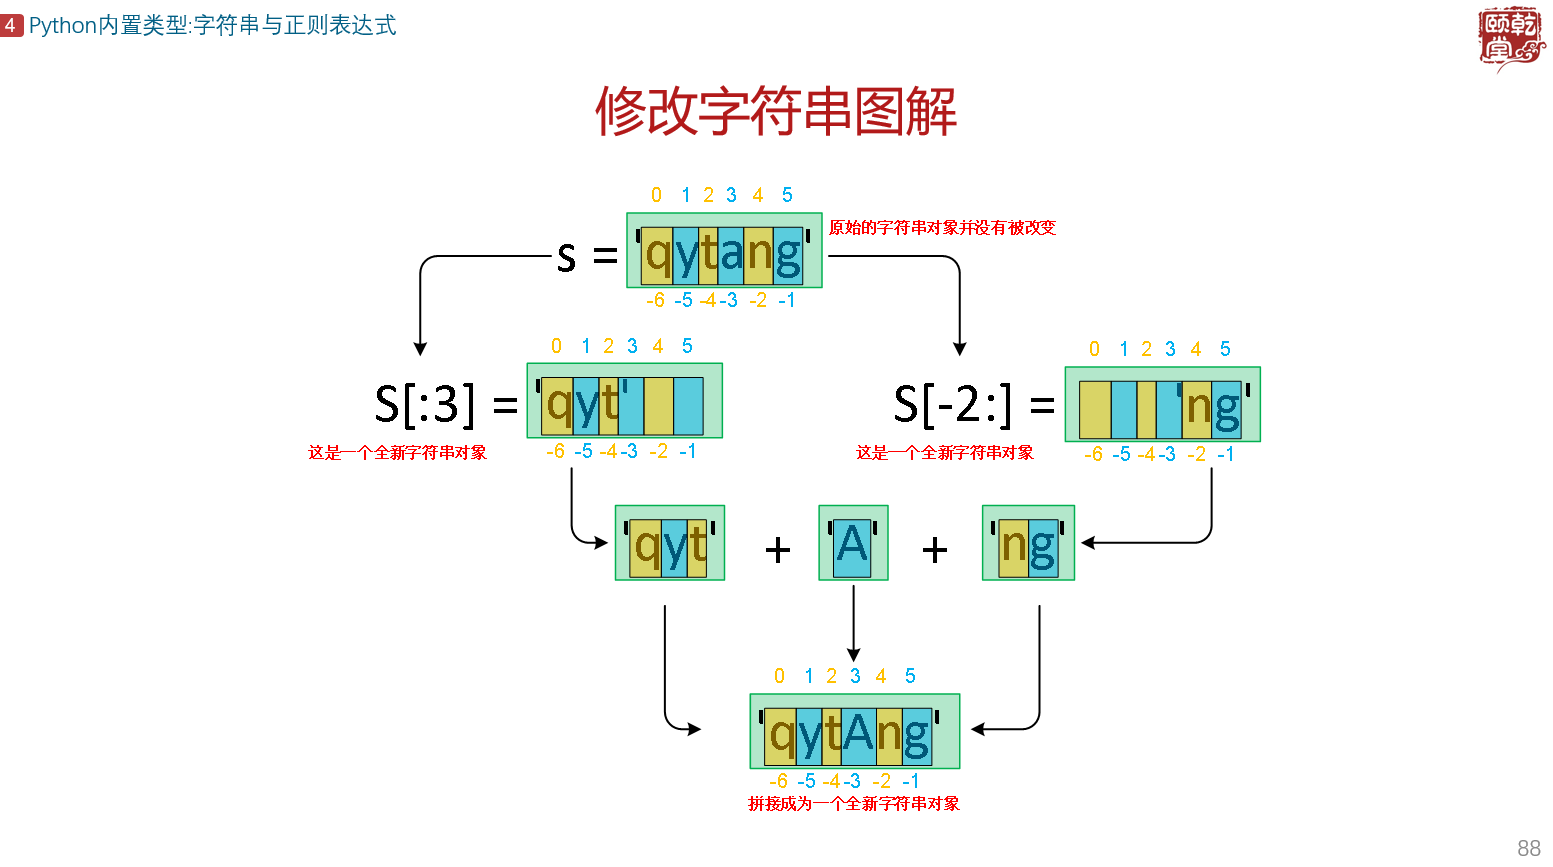 4 Python内置类型:字符串与正则表达式
颐乾堂
修改字符串图解
0 1 2 3 4 5
原始的字符串对象并没有被改变
s = 'qytang'
-6 -5 -4 -3 -2 -1
0 1 2 3 4 5
S[:3] = 'qyt'
-6 -5 -4 -3 -2 -1
这是一个全新字符串对象
0 1 2 3 4 5
S[-2:] = 'ng'
-6 -5 -4 -3 -2 -1
这是一个全新字符串对象
'qyt' + 'A' + 'ng'
0 1 2 3 4 5
'qytAng'
-6 -5 -4 -3 -2 -1
拼接成为一个全新字符串对象
88